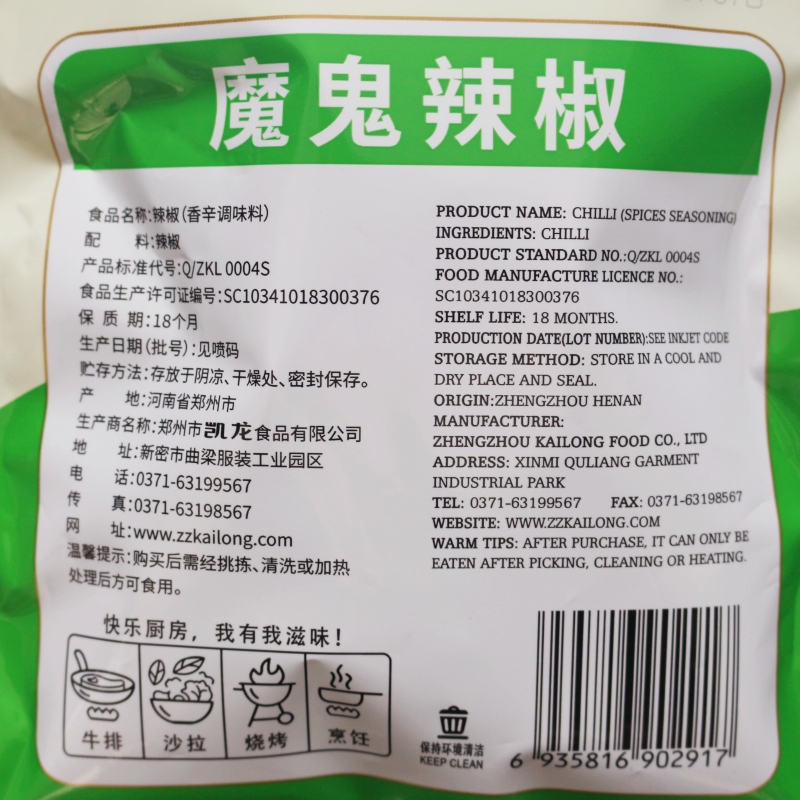 魔鬼辣椒
食品名称:辣椒(香辛调味料)
配 料:辣椒
产品标准代号:Q/ZKL 0004S
食品生产许可证编号:SC10341018300376
保 质 期:18个月
生产日期(批号):见喷码
贮存方法:存放于阴凉、干燥处、密封保存。
产 地:河南省郑州市
生产商名称:郑州市凯龙食品有限公司
地 址:新密市曲梁服装工业园区
电 话:0371-63199567
传 真:0371-63198567
网 址:www.zzkailong.com
温馨提示:购买后需经挑拣、清洗或加热
处理后方可食用。
PRODUCT NAME: CHILLI (SPICES SEASONING)
INGREDIENTS: CHILLI
PRODUCT STANDARD NO.:Q/ZKL 0004S
FOOD MANUFACTURE LICENCE NO.:
SC10341018300376
SHELF LIFE: 18 MONTHS.
PRODUCTION DATE(LOT NUMBER):SEE INKJET CODE
STORAGE METHOD: STORE IN A COOL AND
DRY PLACE AND SEAL.
ORIGIN:ZHENGZHOU HENAN
MANUFACTURER:
ZHENGZHOU KAILONG FOOD CO., LTD
ADDRESS: XINMI QULIANG GARMENT
INDUSTRIAL PARK
TEL: 0371-63199567 FAX: 0371-63198567
WEBSITE: WWW.ZZKAILONG.COM
WARM TIPS: AFTER PURCHASE, IT CAN ONLY BE
EATEN AFTER PICKING, CLEANING OR HEATING.
快乐厨房，我有我滋味！
牛排 沙拉 烧烤 烹饪
保持环境清洁
KEEP CLEAN
6 935816 902917